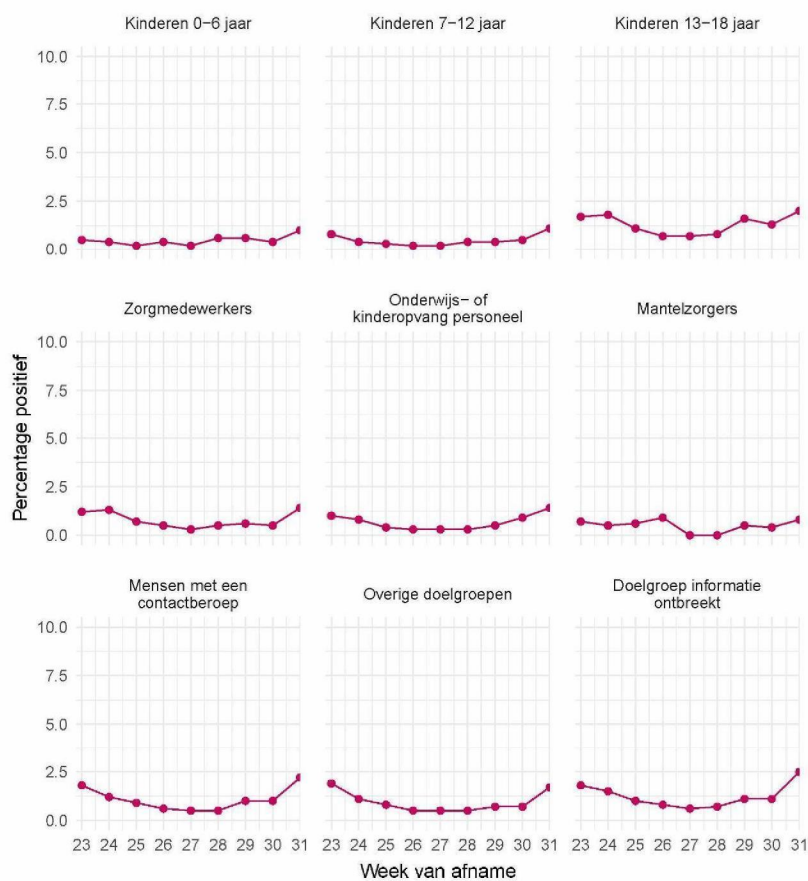 Kinderen 0−6 jaar
Kinderen 7−12 jaar
Kinderen 13−18 jaar
10.0
7.5
5.0
2.5
0.0
Zorgmedewerkers
Onderwijs− of
kinderopvang personeel
Mantelzorgers
Percentage positief
10.0
7.5
5.0
2.5
0.0
Mensen met een
contactberoep
Overige doelgroepen
Doelgroep informatie
ontbreekt
10.0
7.5
5.0
2.5
0.0
23 24 25 26 27 28 29 30 31
23 24 25 26 27 28 29 30 31
23 24 25 26 27 28 29 30 31
Week van afname